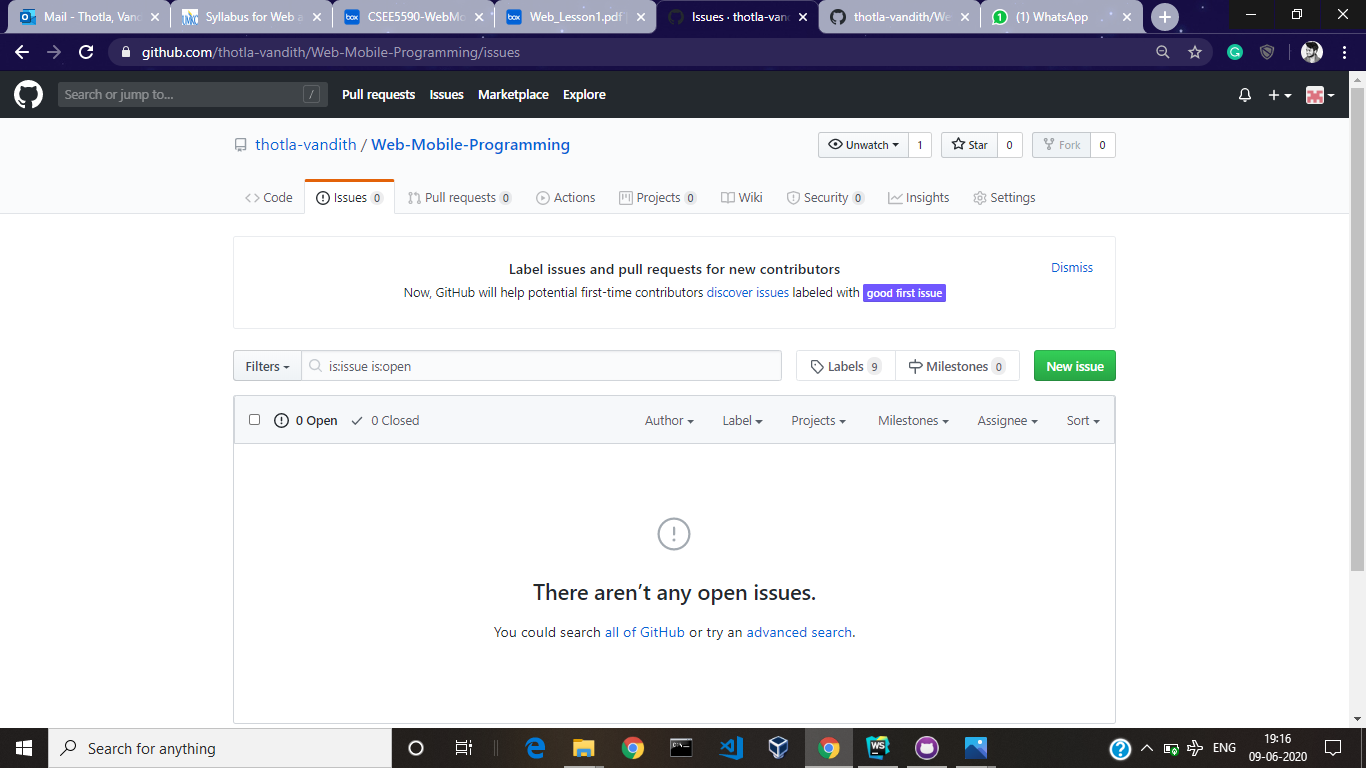 Mail - Thotla, Vand
Syllabus for Web a
box CSEE5590-WebMo
box Web_Lesson1.pdf
Issues · thotla-vand
thotla-vandith/We
1 (1) WhatsApp
github.com/thotla-vandith/Web-Mobile-Programming/issues
Search or jump to... / Pull requests Issues Marketplace Explore
thotla-vandith / Web-Mobile-Programming Unwatch 1 Star 0 Fork 0
Code Issues 0 Pull requests 0 Actions Projects 0 Wiki Security 0 Insights Settings
Label issues and pull requests for new contributors Dismiss
Now, GitHub will help potential first-time contributors discover issues labeled with good first issue
Filters is:issue is:open Labels 9 Milestones 0 New issue
0 Open 0 Closed Author Label Projects Milestones Assignee Sort
There aren’t any open issues.
You could search all of GitHub or try an advanced search.
Search for anything WS ENG 19:16
09-06-2020